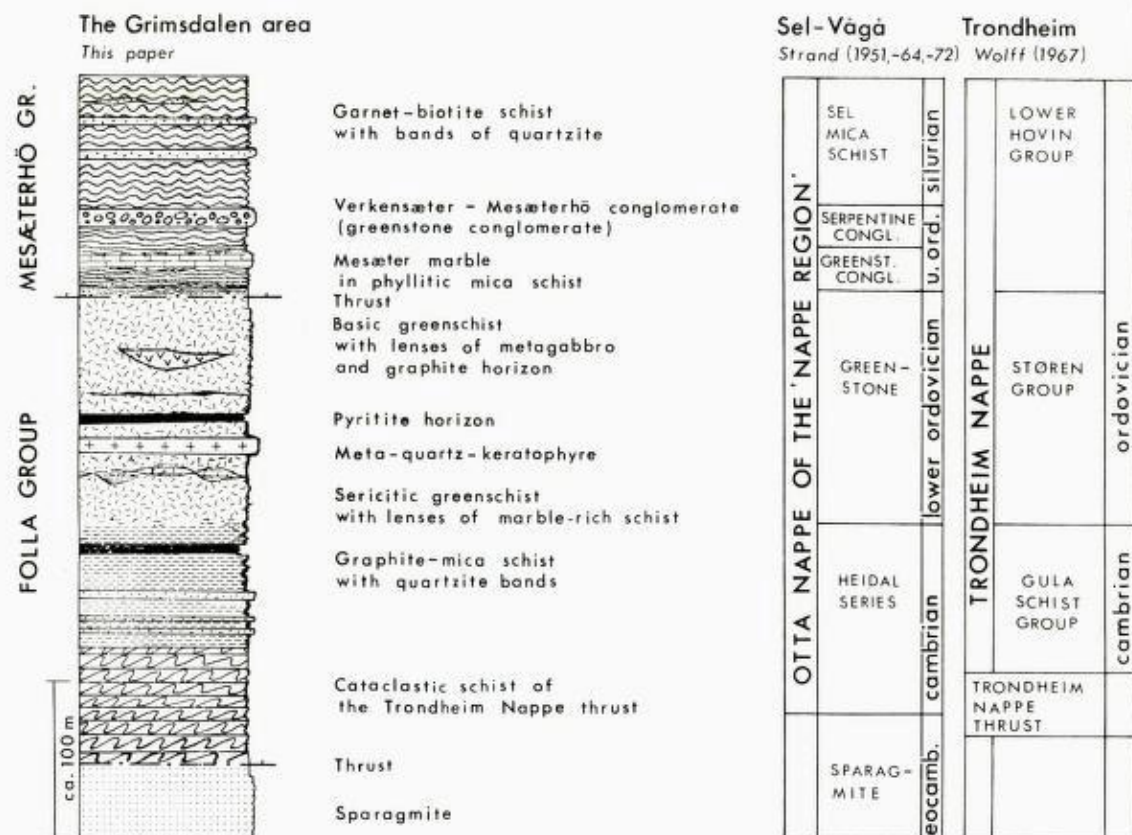 The Grimsdalen area
This paper
MESÆTERHÖ GR.
FOLLA GROUP
ca. 100 m
Garnet-biotite schist
with bands of quartzite
Verkensæter - Mesæterhö conglomerate
(greenstone conglomerate)
Mesæter marble
in phyllitic mica schist
Thrust
Basic greenschist
with lenses of metagabbro
and graphite horizon
Pyritite horizon
Meta-quartz-keratophyre
Sericitic greenschist
with lenses of marble-rich schist
Graphite-mica schist
with quartzite bands
Cataclastic schist of
the Trondheim Nappe thrust
Thrust
Sparagmite
Sel-Vågå
Strand (1951,-64,-72)
OTTA NAPPE OF THE 'NAPPE REGION'
SEL
MICA
SCHIST
SERPENTINE
CONGL.
GREENST.
CONGL.
GREEN-
STONE
HEIDAL
SERIES
SPARAG-
MITE
silurian
u. ord.
lower ordovician
cambrian
eocamb.
Trondheim
Wolff (1967)
TRONDHEIM NAPPE
LOWER
HOVIN
GROUP
STØREN
GROUP
GULA
SCHIST
GROUP
TRONDHEIM
NAPPE
THRUST
ordovician
cambrian